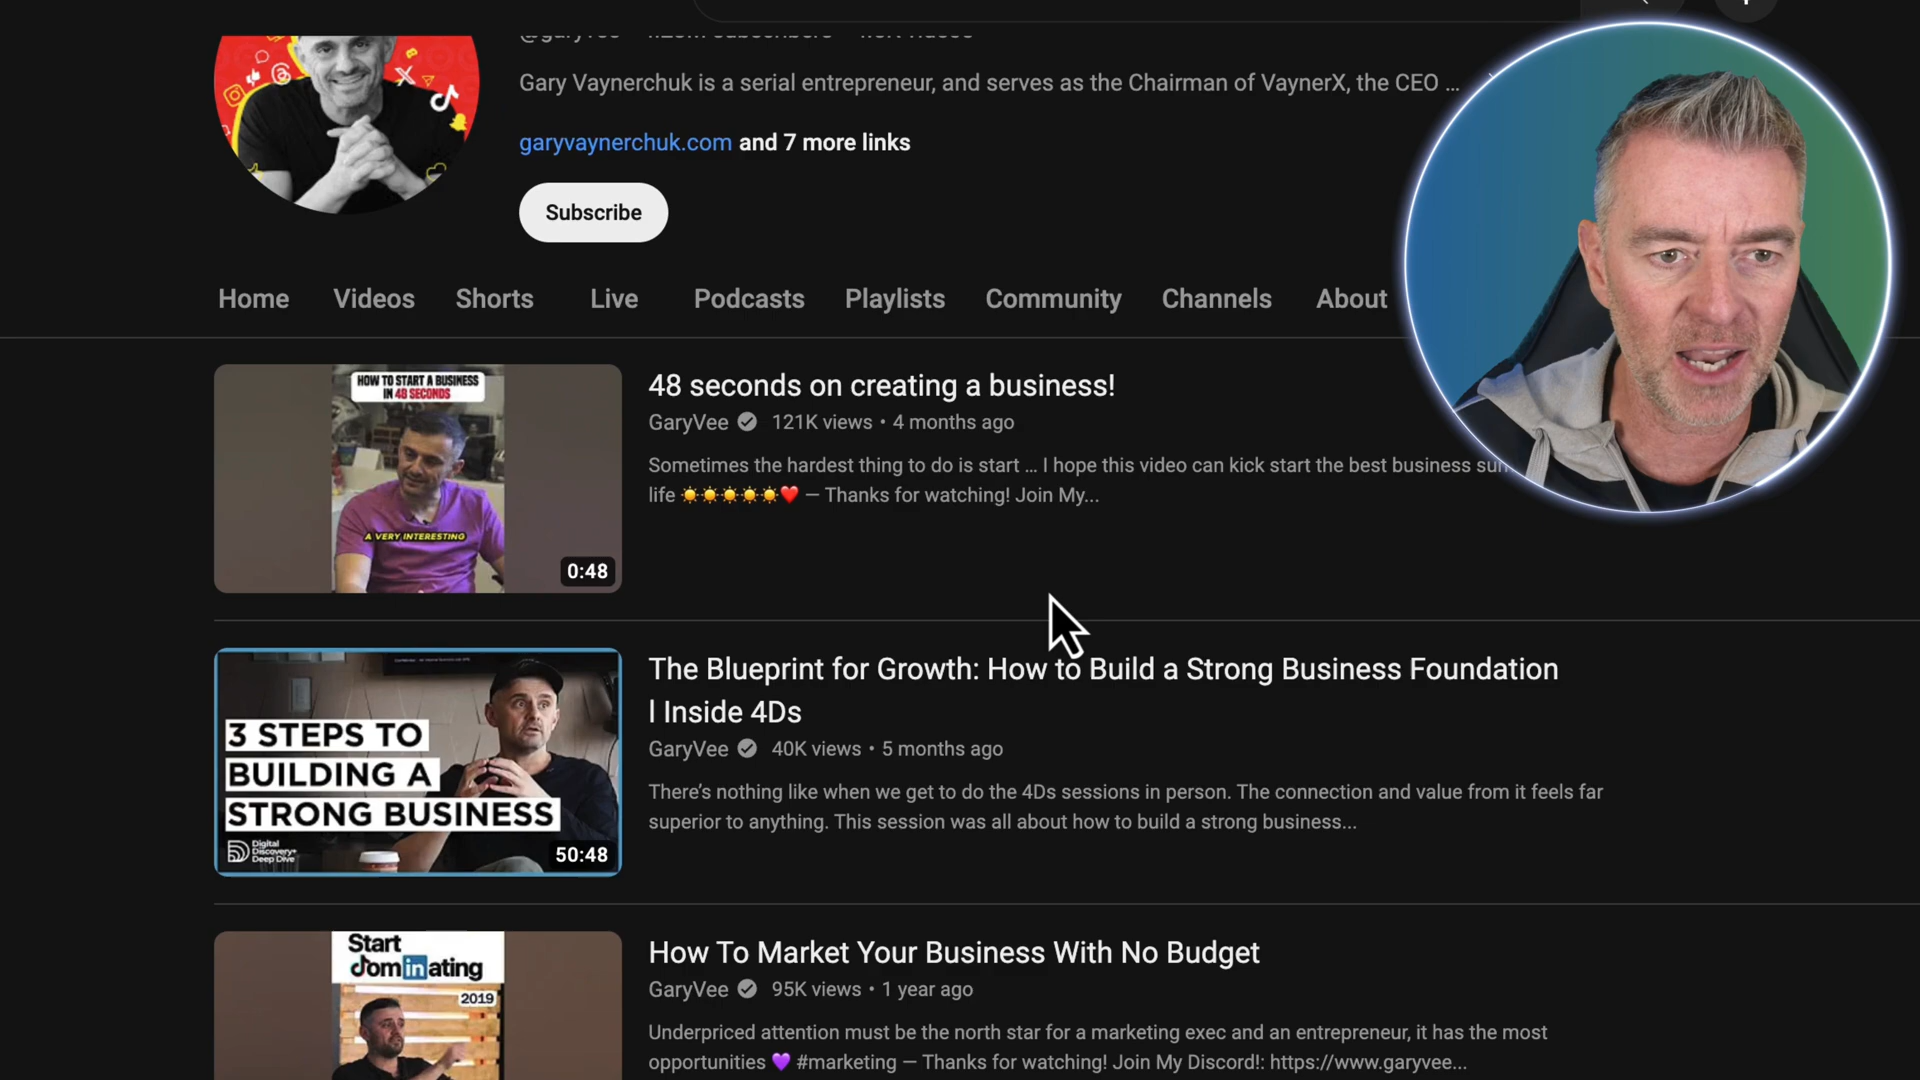 Gary Vaynerchuk is a serial entrepreneur, and serves as the Chairman of VaynerX, the CEO ...
garyvaynerchuk.com and 7 more links
Subscribe
Home Videos Shorts Live Podcasts Playlists Community Channels About
HOW TO START A BUSINESS
IN 48 SECONDS
A VERY INTERESTING
0:48
48 seconds on creating a business!
GaryVee 121K views • 4 months ago
Sometimes the hardest thing to do is start ... I hope this video can kick start the best business
life ☀️☀️☀️☀️☀️❤️ — Thanks for watching! Join My...
3 STEPS TO
BUILDING A
STRONG BUSINESS
Digital
Discovery+
Deep Dive
50:48
The Blueprint for Growth: How to Build a Strong Business Foundation
l Inside 4Ds
GaryVee 40K views • 5 months ago
There's nothing like when we get to do the 4Ds sessions in person. The connection and value from it feels far
superior to anything. This session was all about how to build a strong business...
Start
Dominating
2019
How To Market Your Business With No Budget
GaryVee 95K views • 1 year ago
Underpriced attention must be the north star for a marketing exec and an entrepreneur, it has the most
opportunities 💜 #marketing — Thanks for watching! Join My Discord!: https://www.garyvee...